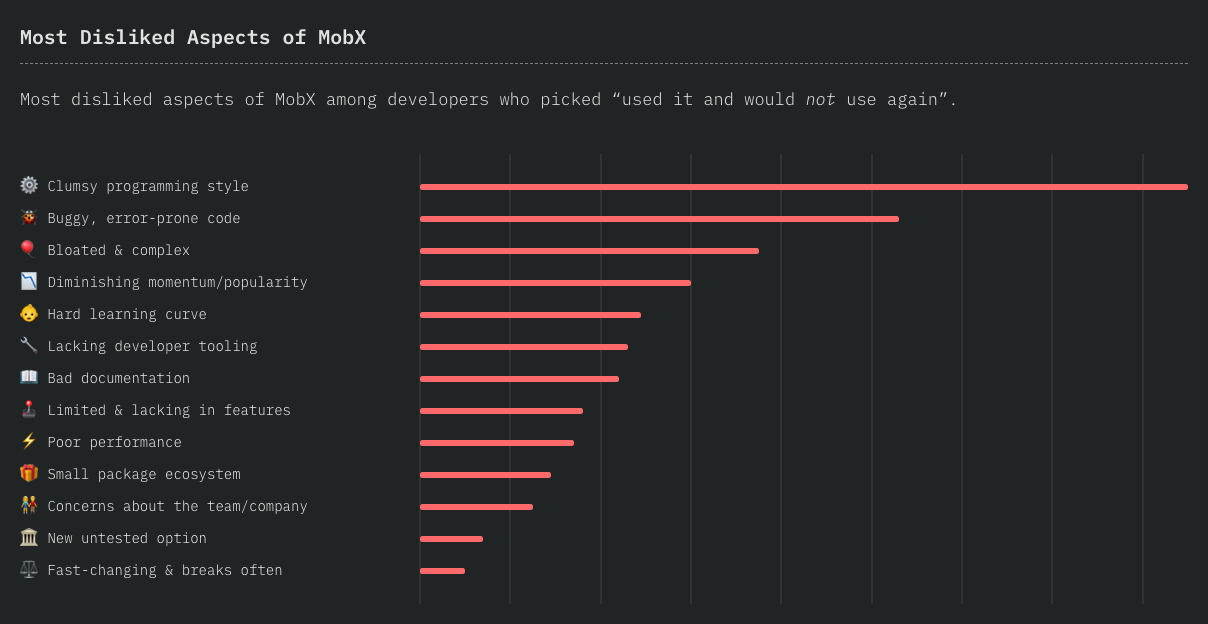 Most Disliked Aspects of MobX
Most disliked aspects of MobX among developers who picked “used it and would not use again”.
Clumsy programming style
Buggy, error-prone code
Bloated & complex
Diminishing momentum/popularity
Hard learning curve
Lacking developer tooling
Bad documentation
Limited & lacking in features
Poor performance
Small package ecosystem
Concerns about the team/company
New untested option
Fast-changing & breaks often